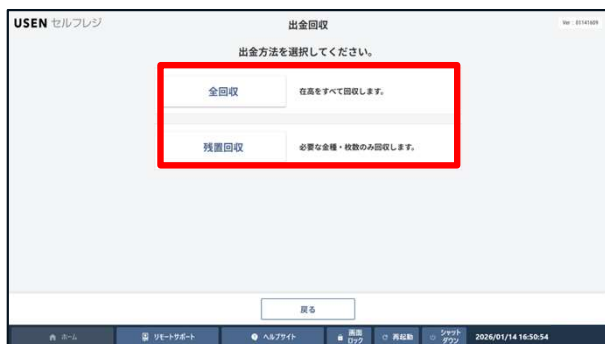 USEN セルフレジ
出金回収
Ver : 01141609
出金方法を選択してください。
全回収
在高をすべて回収します。
残置回収
必要な金種・枚数のみ回収します。
戻る
ホーム
リモートサポート
ヘルプサイト
画面
ロック
再起動
シャット
ダウン
2026/01/14 16:50:54